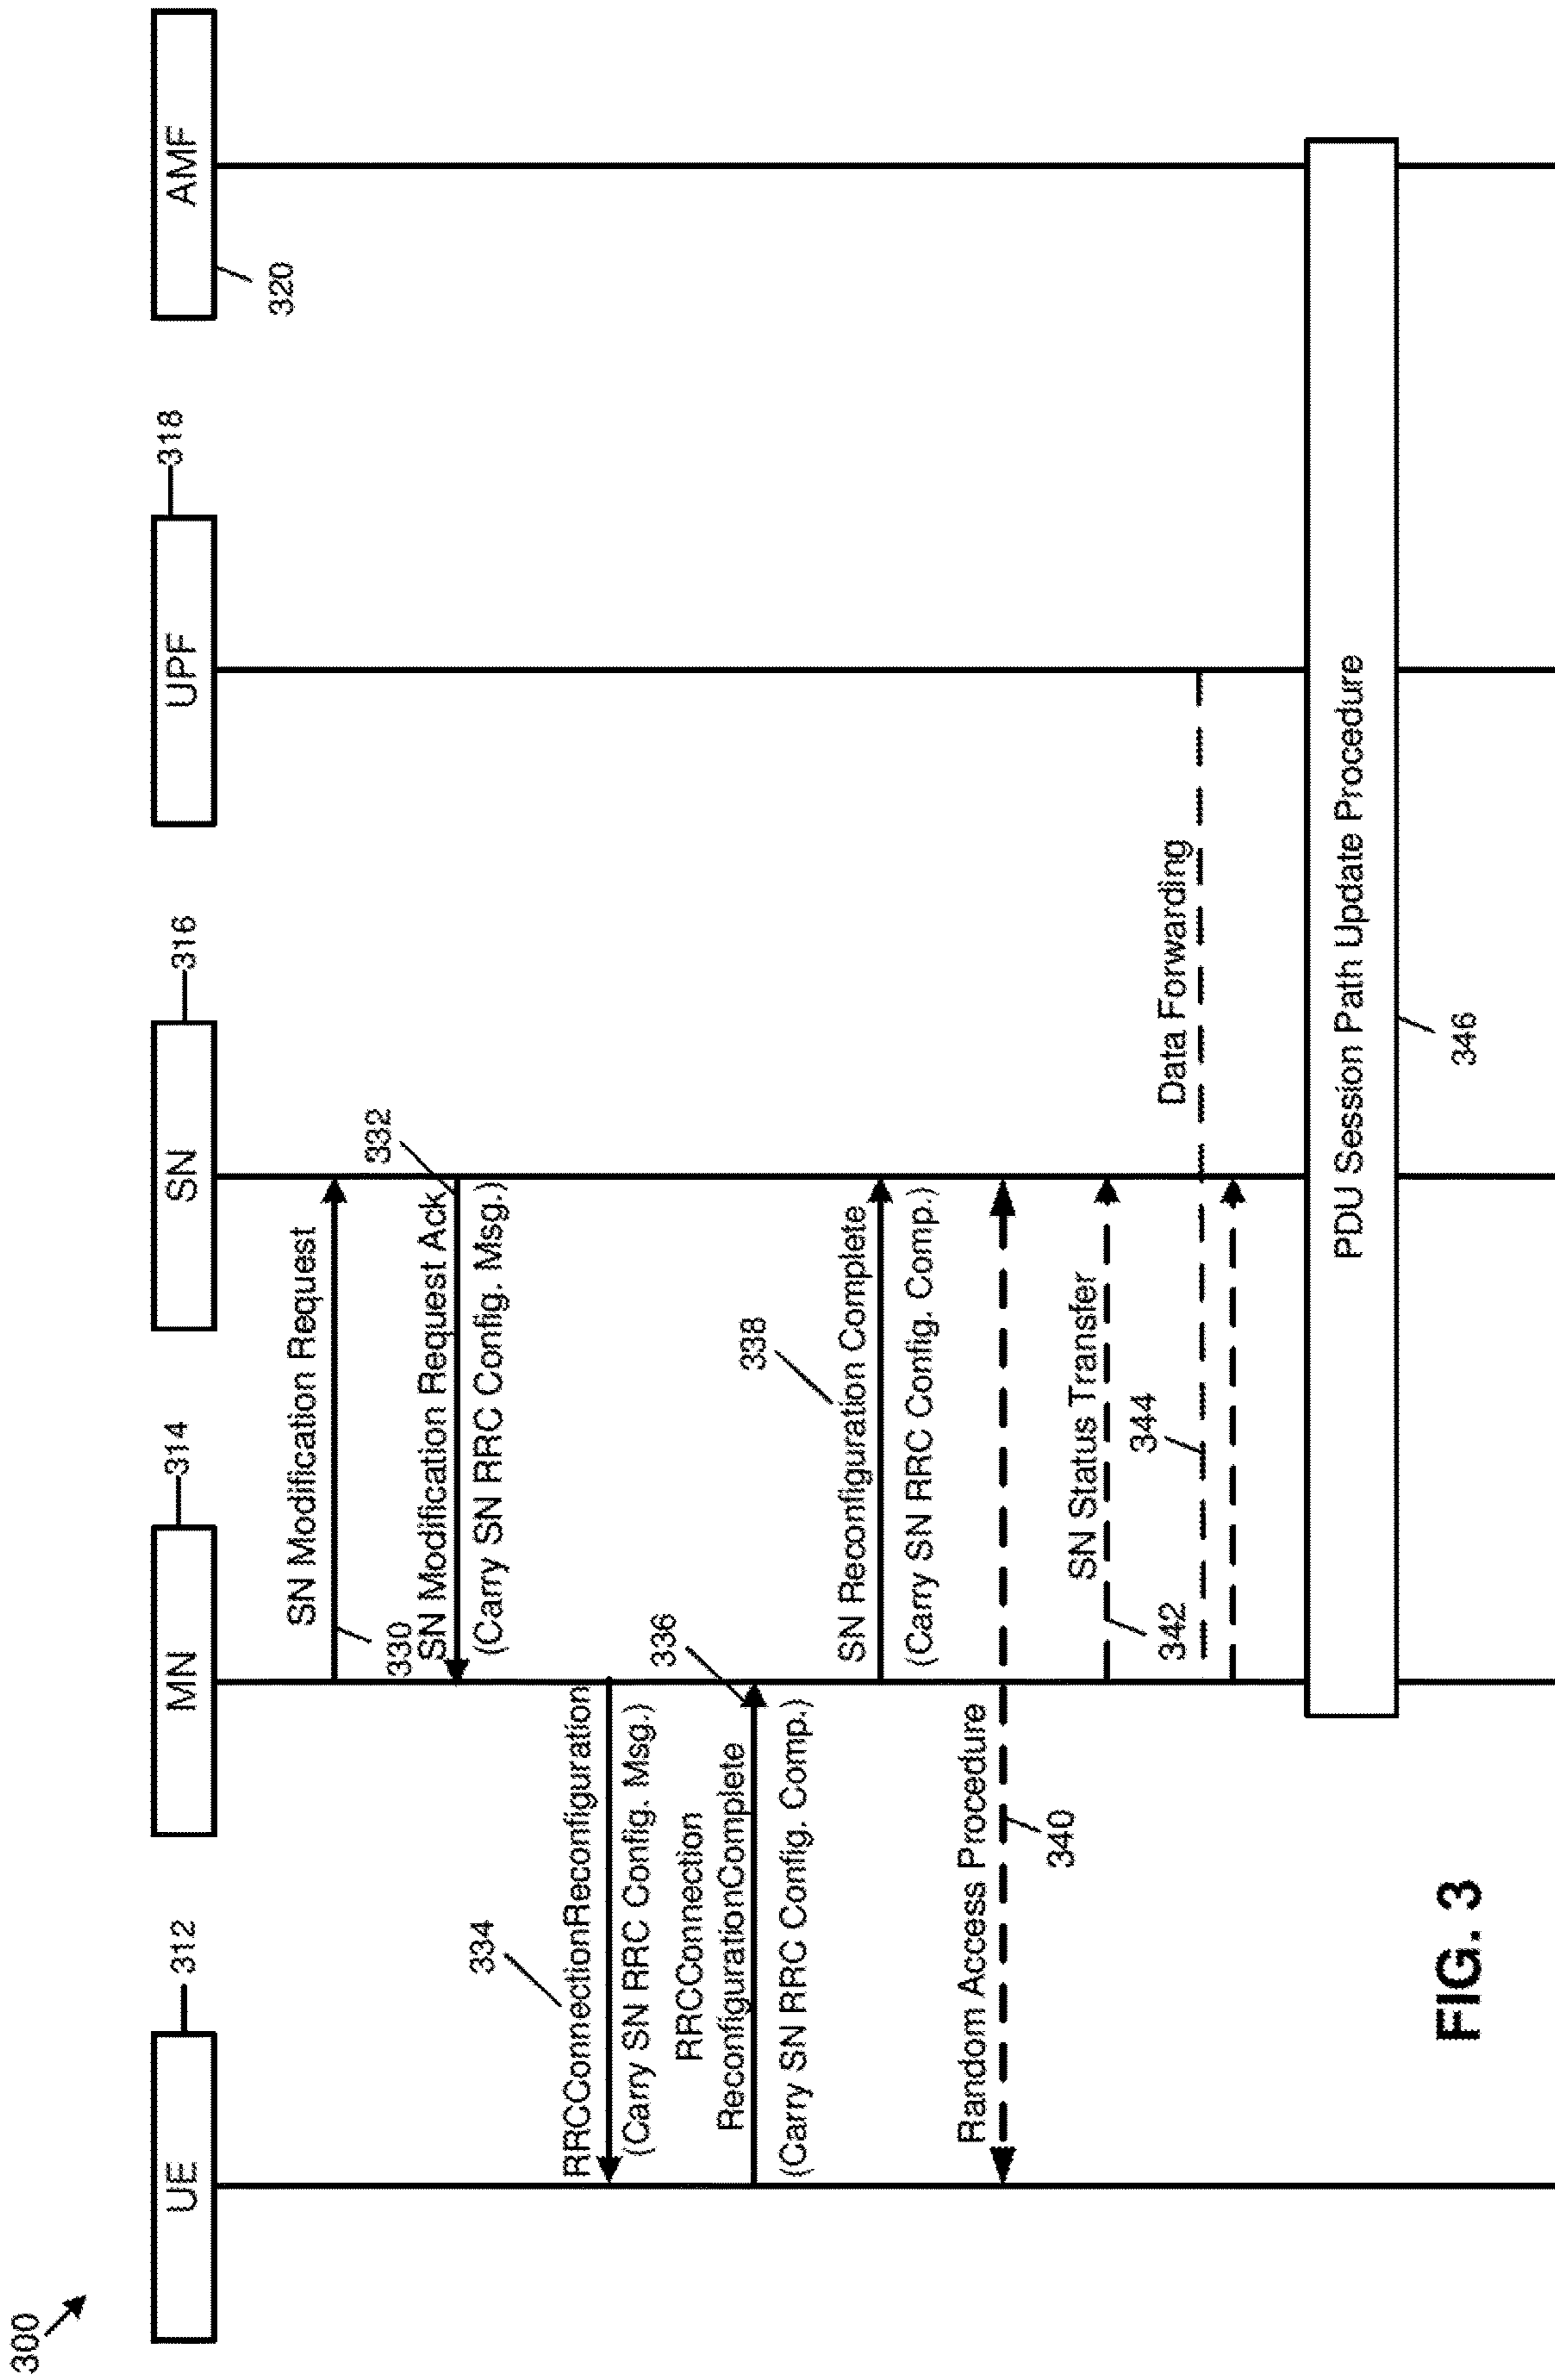 300
UE
312
MN
314
SN
316
UPF
318
AMF
320
SN Modification Request
330
332
SN Modification Request Ack
(Carry SN RRC Config. Msg.)
334
RRCConnectionReconfiguration
(Carry SN RRC Config. Msg.)
336
RRCConnection
ReconfigurationComplete
(Carry SN RRC Config. Comp.)
338
SN Reconfiguration Complete
(Carry SN RRC Config. Comp.)
Random Access Procedure
340
SN Status Transfer
342
344
Data Forwarding
PDU Session Path Update Procedure
346
FIG. 3